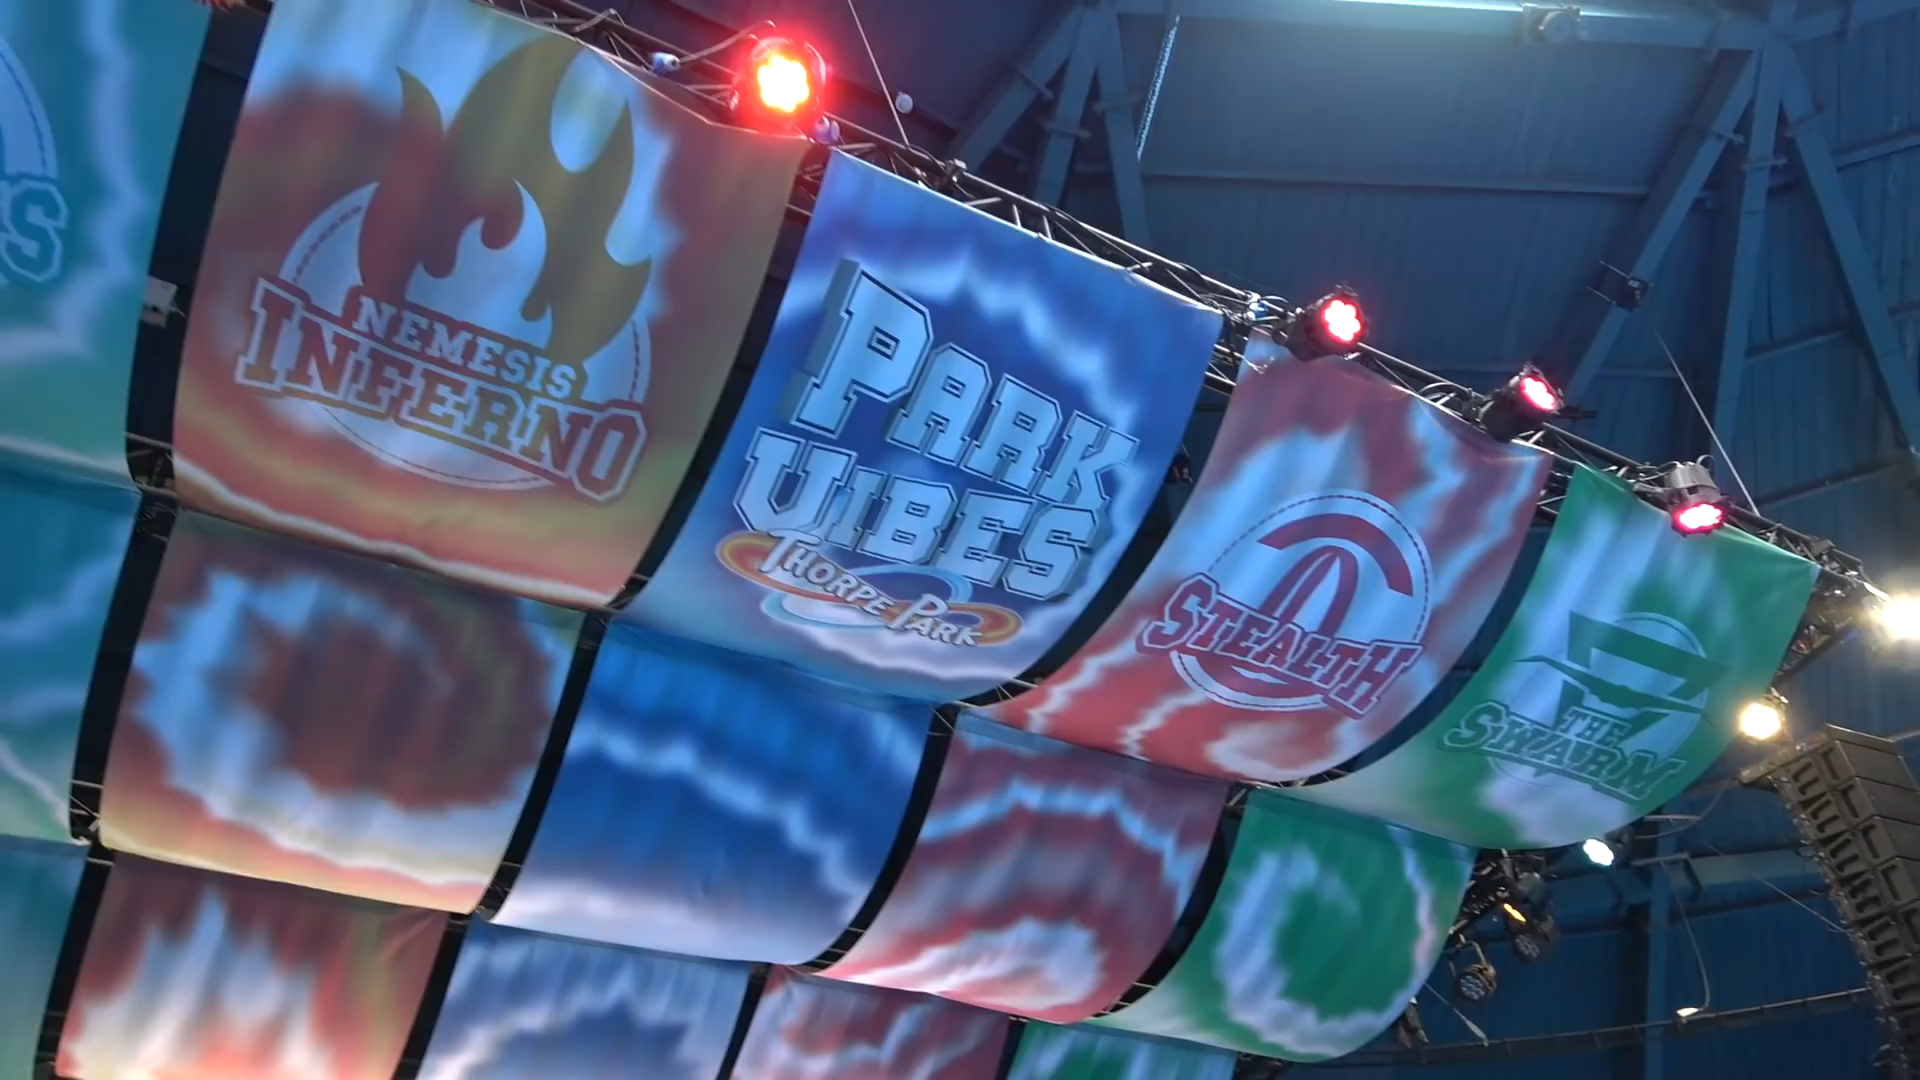 NEMESIS
INFERNO
PARK
VIBES
THORPE PARK
STEALTH
THE
SWARM